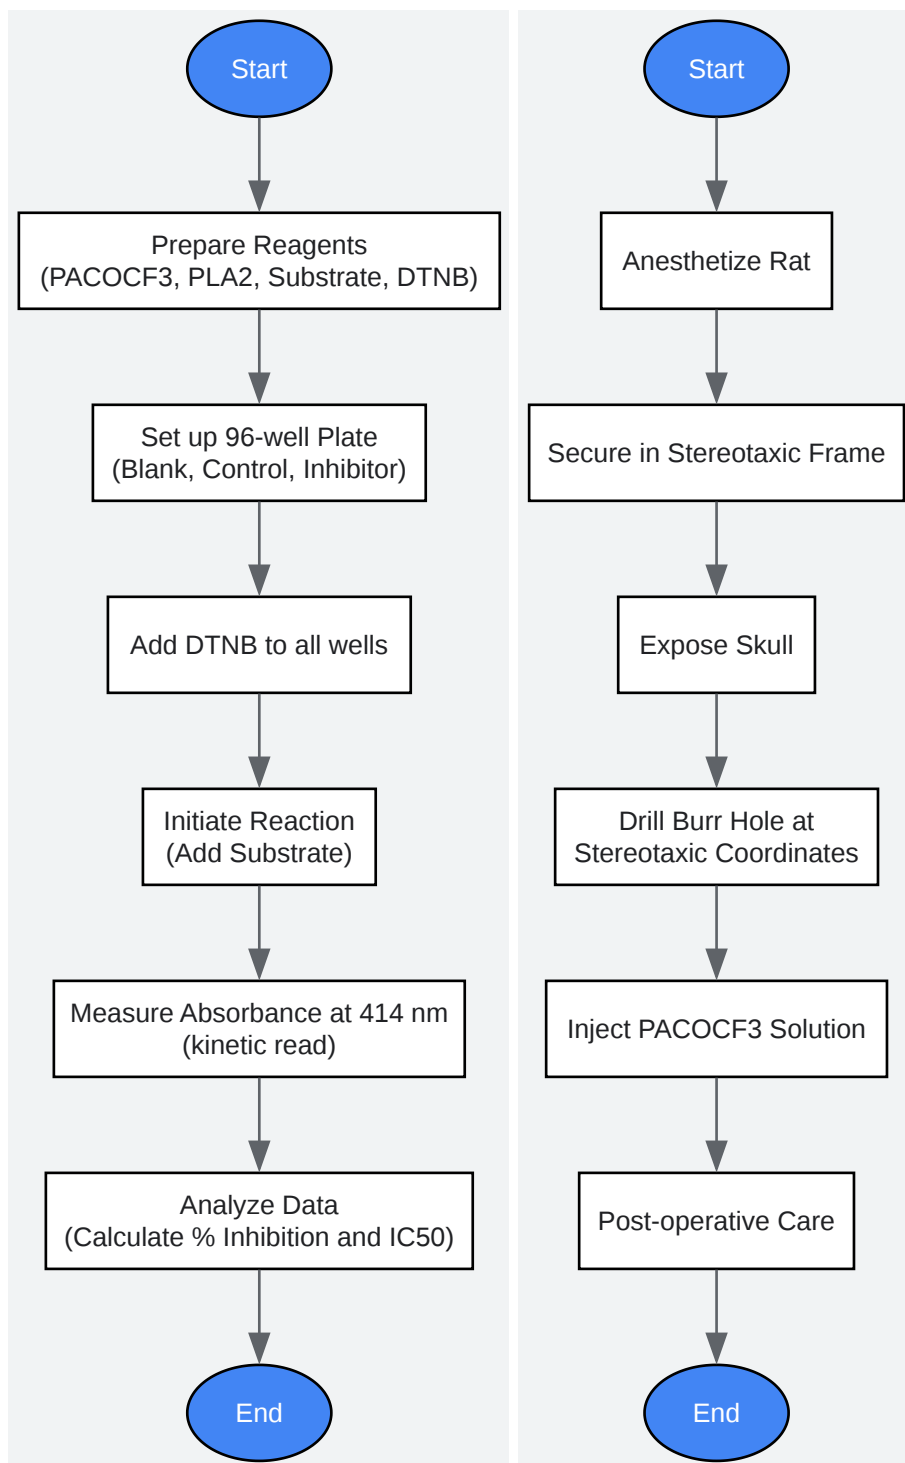 Start
Prepare Reagents
(PACOCF3, PLA2, Substrate, DTNB)
Set up 96-well Plate
(Blank, Control, Inhibitor)
Add DTNB to all wells
Initiate Reaction
(Add Substrate)
Measure Absorbance at 414 nm
(kinetic read)
Analyze Data
(Calculate % Inhibition and IC50)
End
Start
Anesthetize Rat
Secure in Stereotaxic Frame
Expose Skull
Drill Burr Hole at
Stereotaxic Coordinates
Inject PACOCF3 Solution
Post-operative Care
End